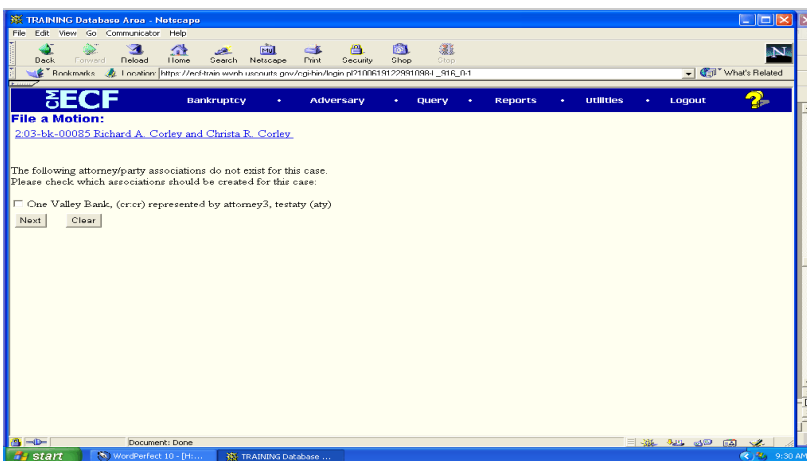 TRAINING Database Area - Netscape
File Edit View Go Communicator Help
Back Forward Reload Home Search Netscape Print Security Shop Stop
Bookmarks Location: https://ecf-train.wvnb.uscourts.gov/cgi-bin/login.pl?2100619122991098-L_916_0-1 What's Related
CM ECF Bankruptcy • Adversary • Query • Reports • Utilities • Logout ?
File a Motion:
2:03-bk-00085 Richard A. Corley and Christa R. Corley
The following attorney/party associations do not exist for this case.
Please check which associations should be created for this case:
One Valley Bank, (cr:cr) represented by attorney3, testaty (aty)
Next Clear
Document: Done
start WordPerfect 10 - [H:... TRAINING Database ... 9:30 AM